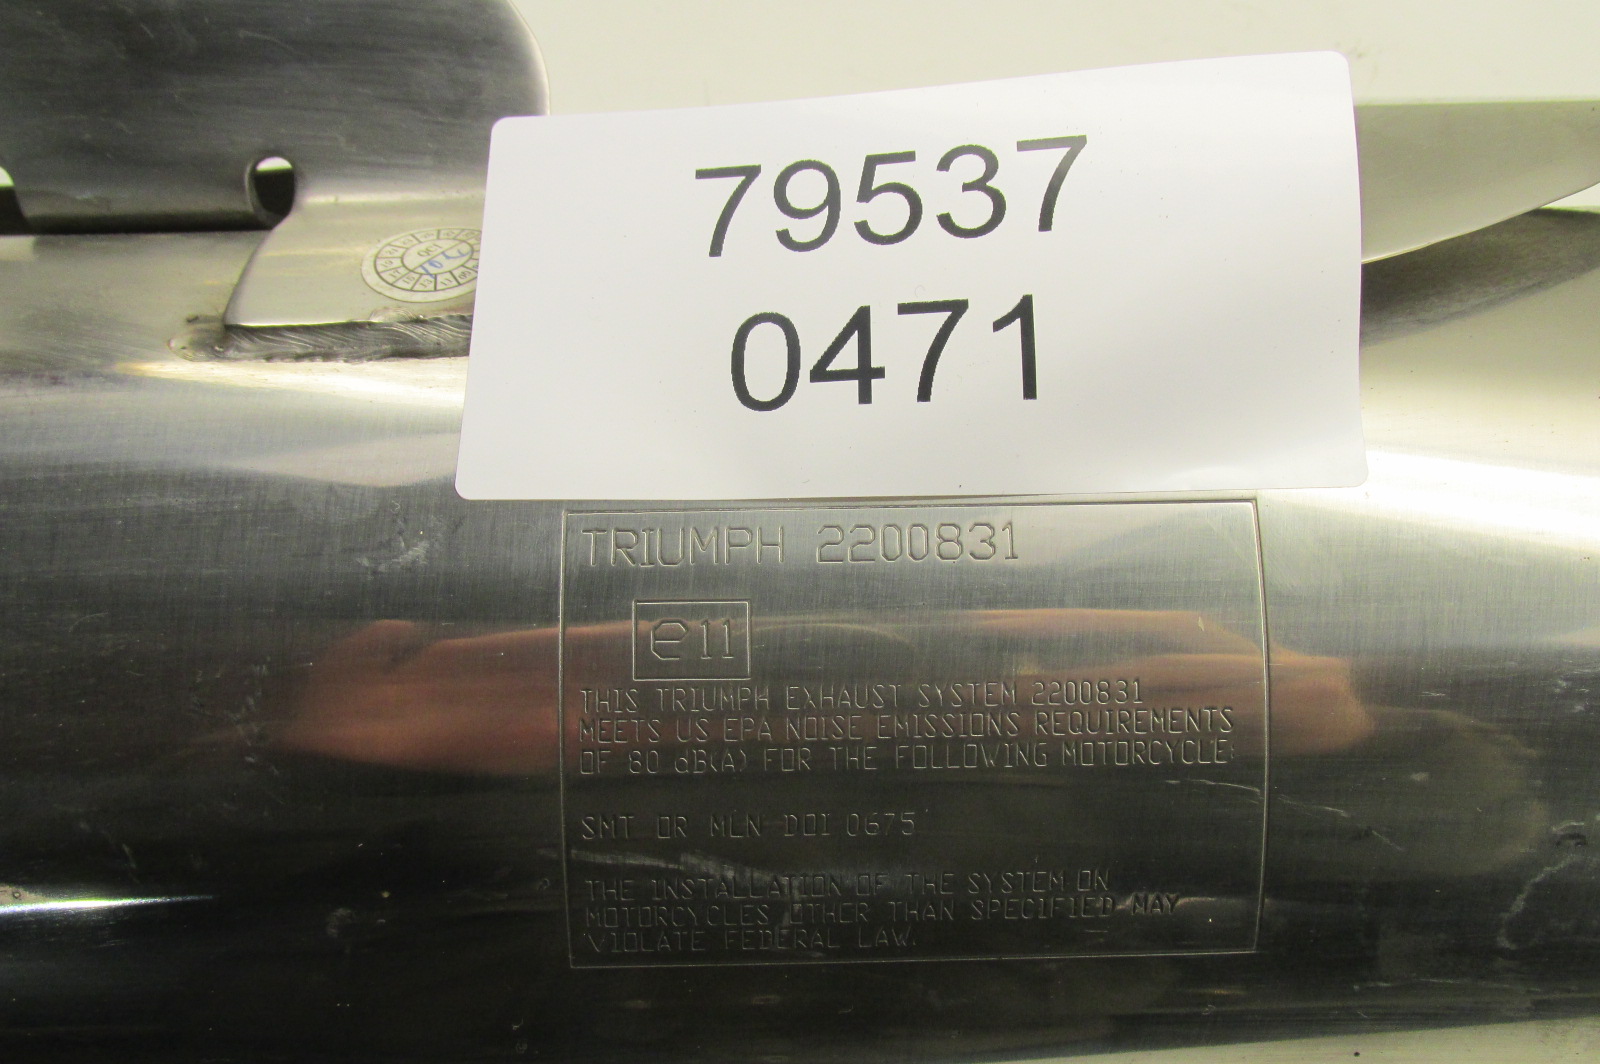 79537
0471
TRIUMPH 2200831
e11
THIS TRIUMPH EXHAUST SYSTEM 2200831
MEETS US EPA NOISE EMISSIONS REQUIREMENTS
OF 80 dB(A) FOR THE FOLLOWING MOTORCYCLE:
SMT OR MLN DOI 0675
THE INSTALLATION OF THE SYSTEM ON
MOTORCYCLES OTHER THAN SPECIFIED MAY
VIOLATE FEDERAL LAW.